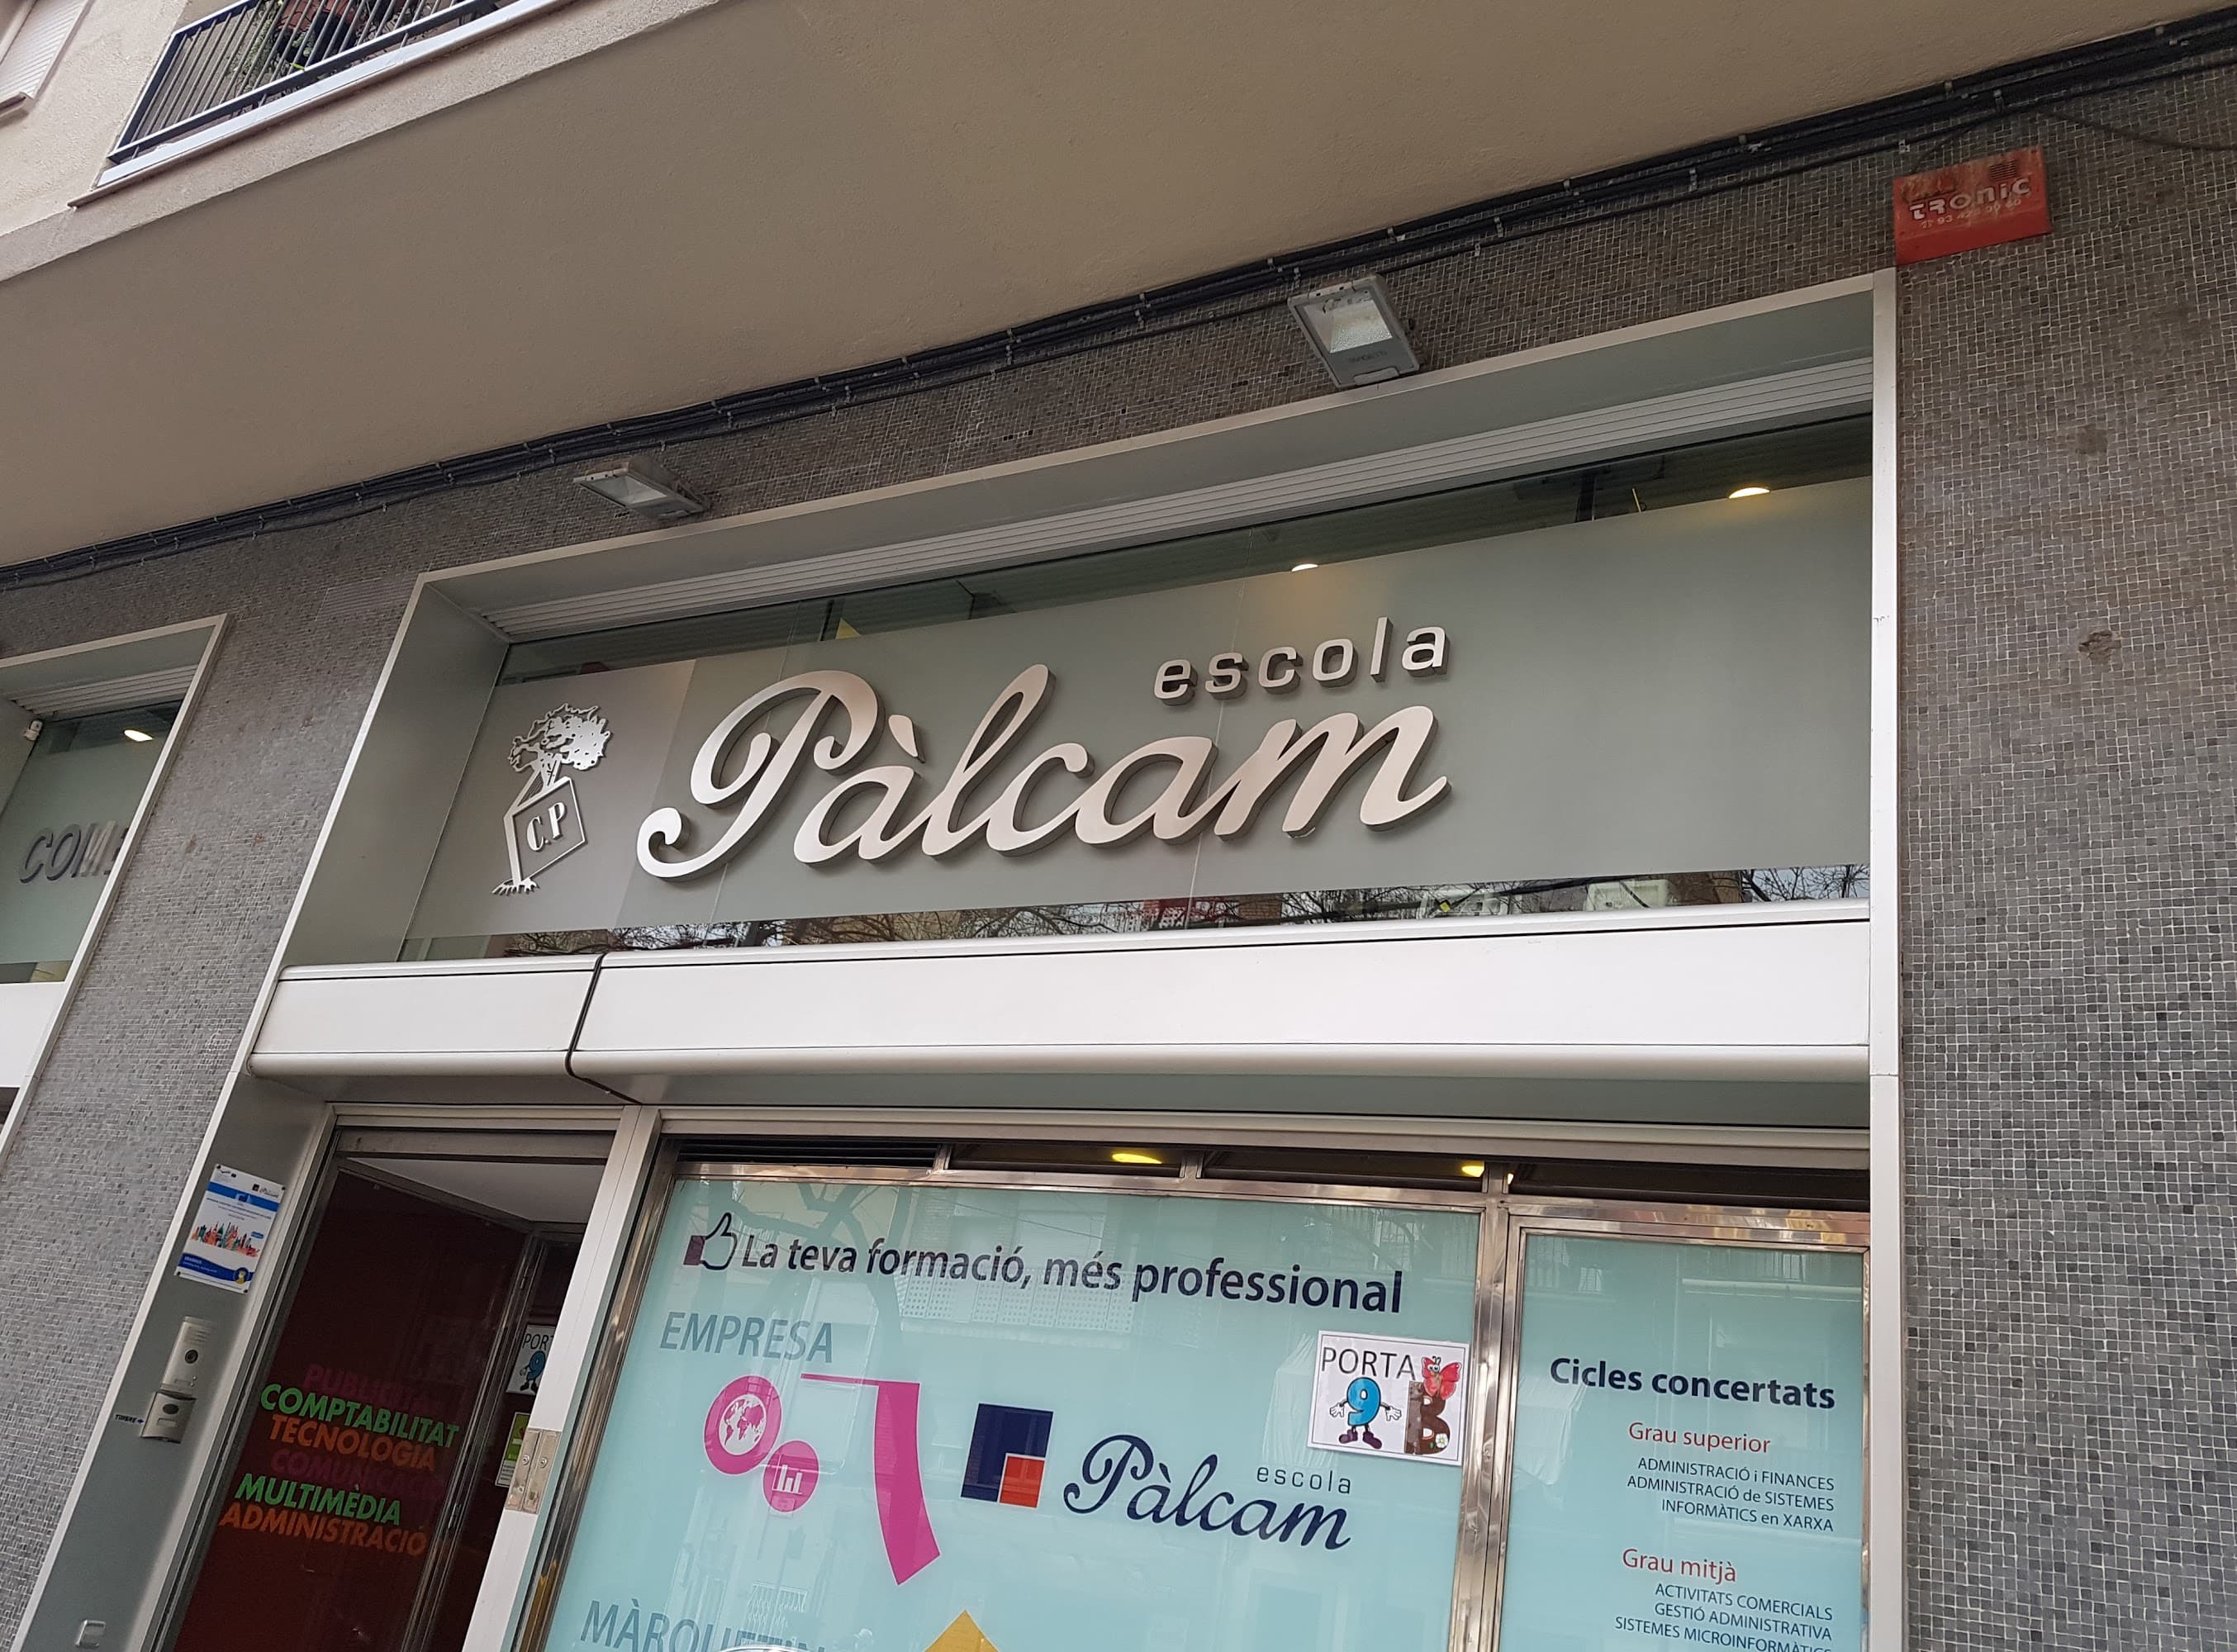 TRONIC
escola
Pàlcam
C.P
La teva formació, més professional
EMPRESA
PORTA
9 B
escola
Pàlcam
Cicles concertats
Grau superior
ADMINISTRACIÓ i FINANCES
ADMINISTRACIÓ de SISTEMES
INFORMÀTICS en XARXA
Grau mitjà
ACTIVITATS COMERCIALS
GESTIÓ ADMINISTRATIVA
SISTEMES MICROINFORMÀTICS
COMPTABILITAT
TECNOLOGIA
MULTIMÈDIA
ADMINISTRACIÓ
TIMBRE